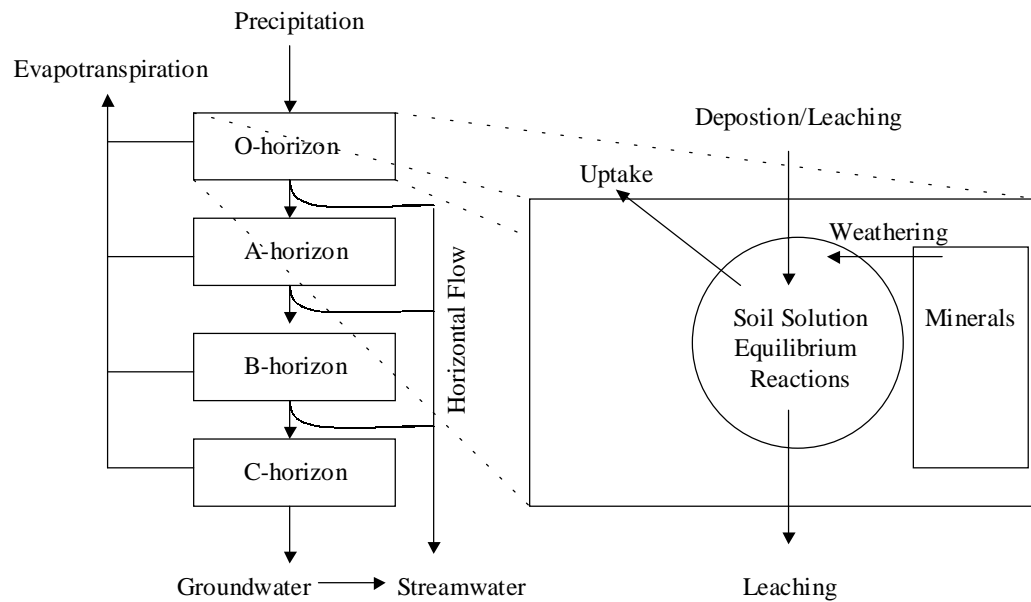 Precipitation
Evapotranspiration
O-horizon
A-horizon
B-horizon
C-horizon
Horizontal Flow
Groundwater
Streamwater
Depostion/Leaching
Uptake
Weathering
Soil Solution
Equilibrium
Reactions
Minerals
Leaching